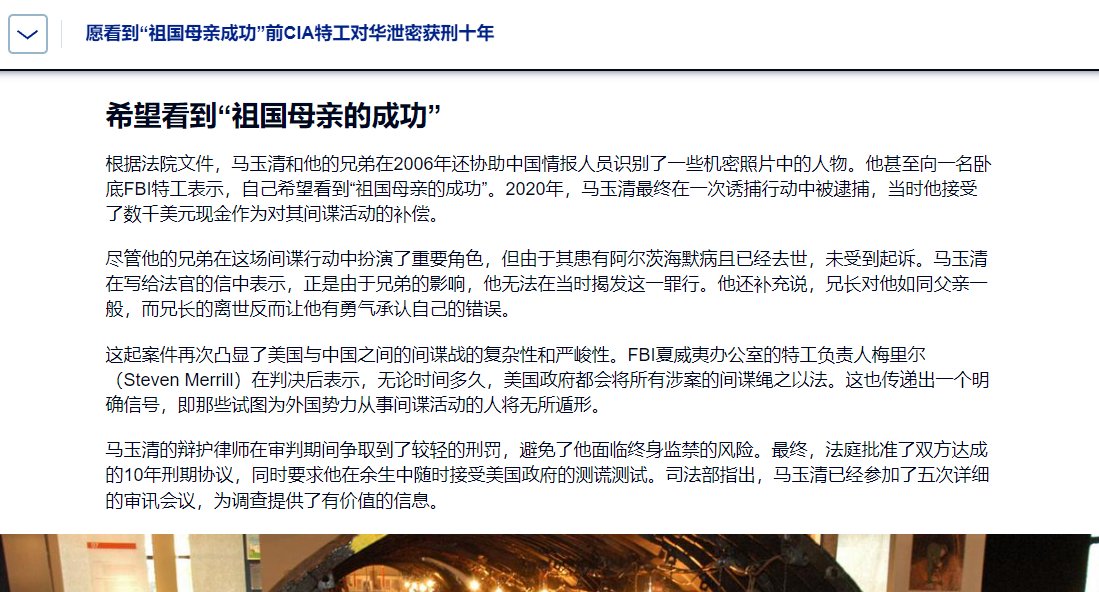 愿看到“祖国母亲成功”前CIA特工对华泄密获刑十年
希望看到“祖国母亲的成功”
根据法院文件，马玉清和他的兄弟在2006年还协助中国情报人员识别了一些机密照片中的人物。他甚至向一名卧
底FBI特工表示，自己希望看到“祖国母亲的成功”。2020年，马玉清最终在一次诱捕行动中被逮捕，当时他接受
了数千美元现金作为对其间谍活动的补偿。
尽管他的兄弟在这场间谍行动中扮演了重要角色，但由于其患有阿尔茨海默病且已经去世，未受到起诉。马玉清
在写给法官的信中表示，正是由于兄弟的影响，他无法在当时揭发这一罪行。他还补充说，兄长对他如同父亲一
般，而兄长的离世反而让他有勇气承认自己的错误。
这起案件再次凸显了美国与中国之间的间谍战的复杂性和严峻性。FBI夏威夷办公室的特工负责人梅里尔
（Steven Merrill）在判决后表示，无论时间多久，美国政府都会将所有涉案的间谍绳之以法。这也传递出一个明
确信号，即那些试图为外国势力从事间谍活动的人将无所遁形。
马玉清的辩护律师在审判期间争取到了较轻的刑罚，避免了他面临终身监禁的风险。最终，法庭批准了双方达成
的10年刑期协议，同时要求他在余生中随时接受美国政府的测谎测试。司法部指出，马玉清已经参加了五次详细
的审讯会议，为调查提供了有价值的信息。